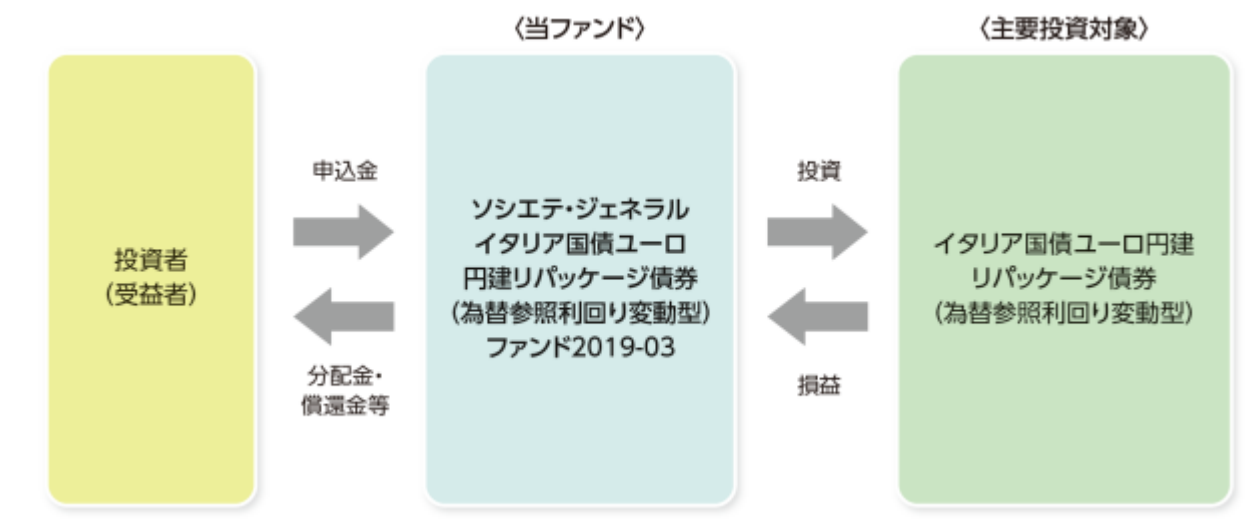 〈当ファンド〉
〈主要投資対象〉
投資者
（受益者）
申込金
分配金・
償還金等
ソシエテ・ジェネラル
イタリア国債ユーロ
円建リパッケージ債券
（為替参照利回り変動型）
ファンド2019-03
投資
損益
イタリア国債ユーロ円建
リパッケージ債券
（為替参照利回り変動型）